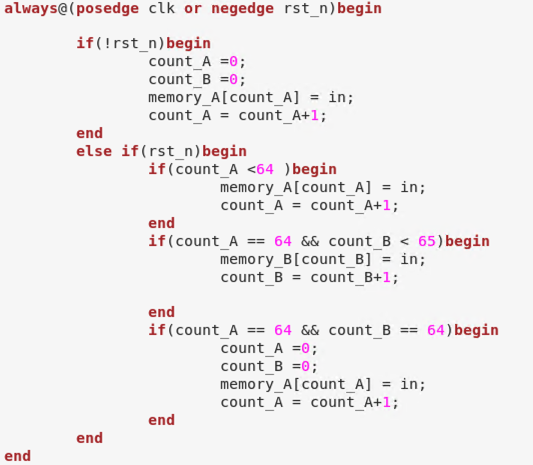 always@(posedge clk or negedge rst_n)begin
if(!rst_n)begin
count_A =0;
count_B =0;
memory_A[count_A] = in;
count_A = count_A+1;
end
else if(rst_n)begin
if(count_A <64 )begin
memory_A[count_A] = in;
count_A = count_A+1;
end
if(count_A == 64 && count_B < 65)begin
memory_B[count_B] = in;
count_B = count_B+1;
end
if(count_A == 64 && count_B == 64)begin
count_A =0;
count_B =0;
memory_A[count_A] = in;
count_A = count_A+1;
end
end
end